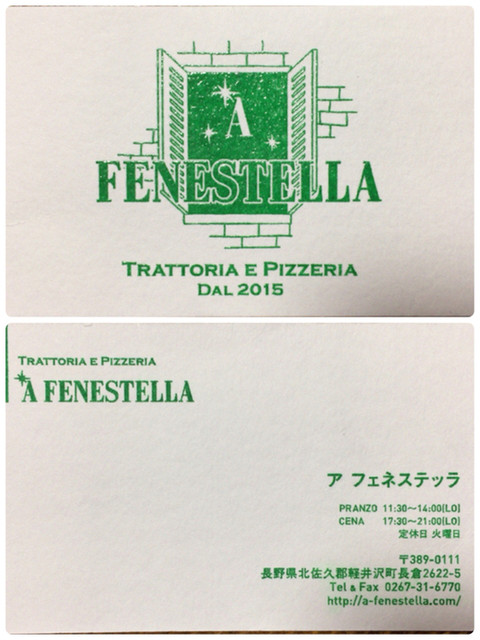 A
FENESTELLA
TRATTORIA E PIZZERIA
DAL 2015
TRATTORIA E PIZZERIA
A FENESTELLA
ア フェネステッラ
PRANZO 11:30〜14:00(LO)
CENA 17:30〜21:00(LO)
定休日 火曜日
〒389-0111
長野県北佐久郡軽井沢町長倉2622-5
Tel & Fax 0267-31-6770
http://a-fenestella.com/